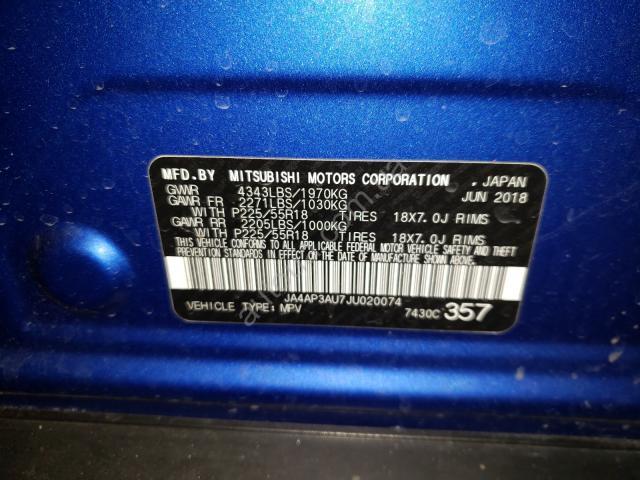 MFD.BY MITSUBISHI MOTORS CORPORATION . JAPAN
GVWR 4343LBS/1970KG JUN 2018
GAWR FR 2271LBS/1030KG
WITH P225/55R18 TIRES 18X7.0J RIMS
GAWR RR 2205LBS/1000KG
WITH P225/55R18 TIRES 18X7.0J RIMS
THIS VEHICLE CONFORMS TO ALL APPLICABLE FEDERAL MOTOR VEHICLE SAFETY AND THEFT
PREVENTION STANDARDS IN EFFECT ON THE DATE OF MANUFACTURE SHOWN ABOVE.
JA4AP3AU7JU020074
VEHICLE TYPE: MPV 7430C 357